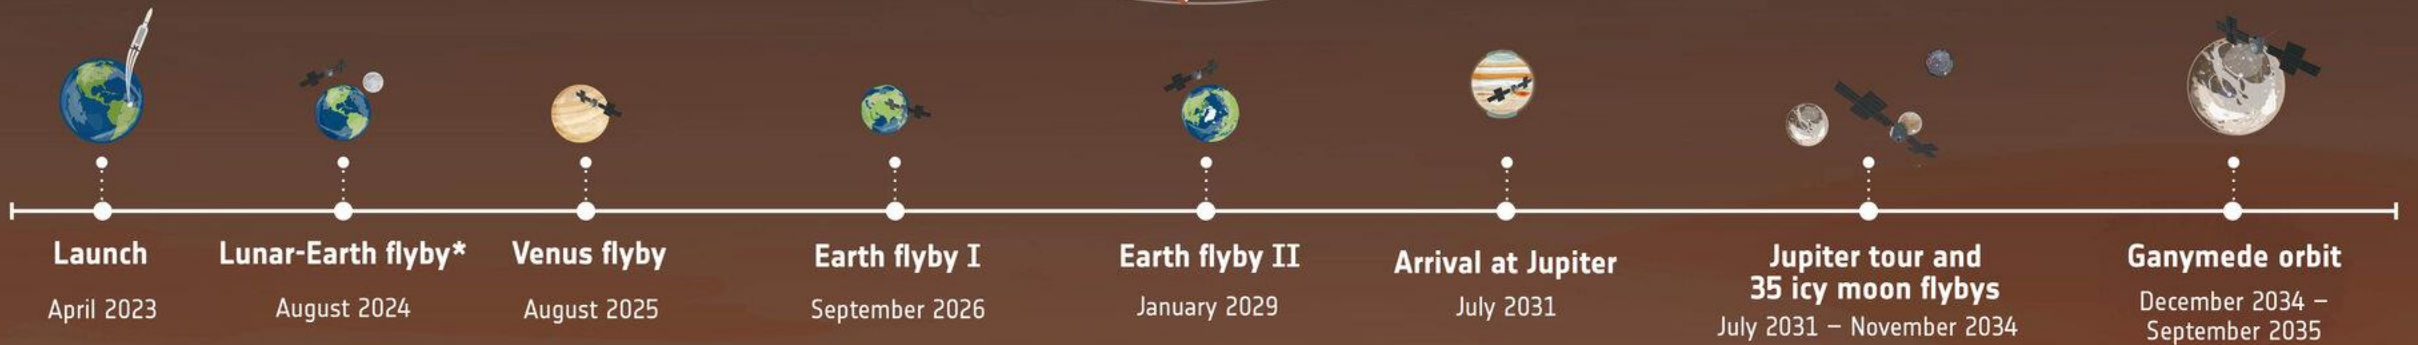 Launch
April 2023
Lunar-Earth flyby*
August 2024
Venus flyby
August 2025
Earth flyby I
September 2026
Earth flyby II
January 2029
Arrival at Jupiter
July 2031
Jupiter tour and
35 icy moon flybys
July 2031 – November 2034
Ganymede orbit
December 2034 –
September 2035